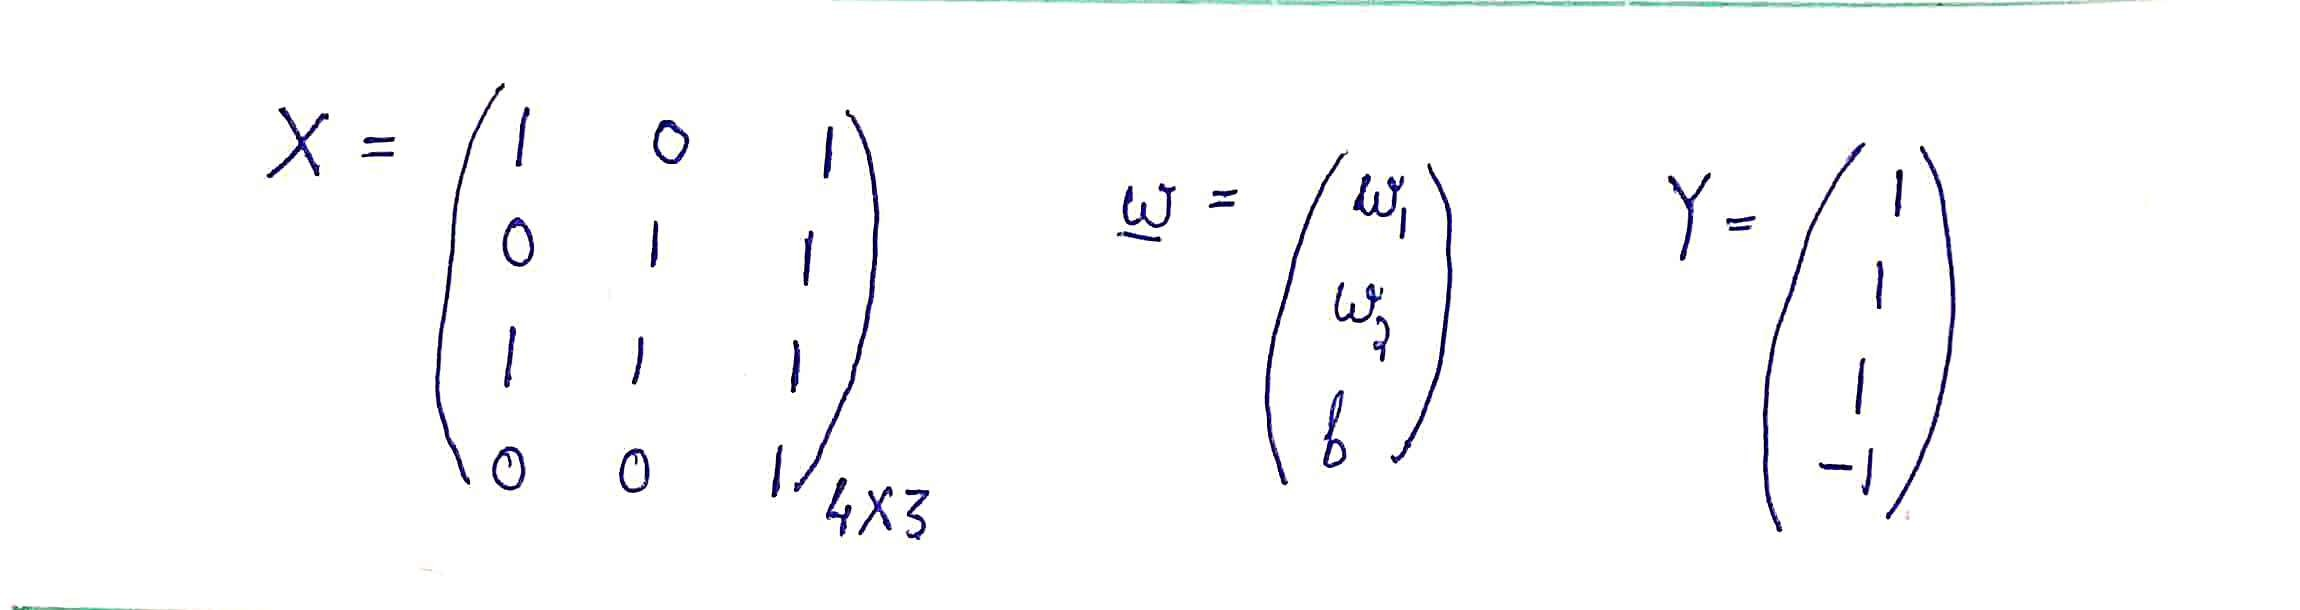 X = ( 1 0 1
0 1 1
1 1 1
0 0 1 ) 4X3
w = ( w1
w2
b )
Y = ( 1
1
1
-1 )